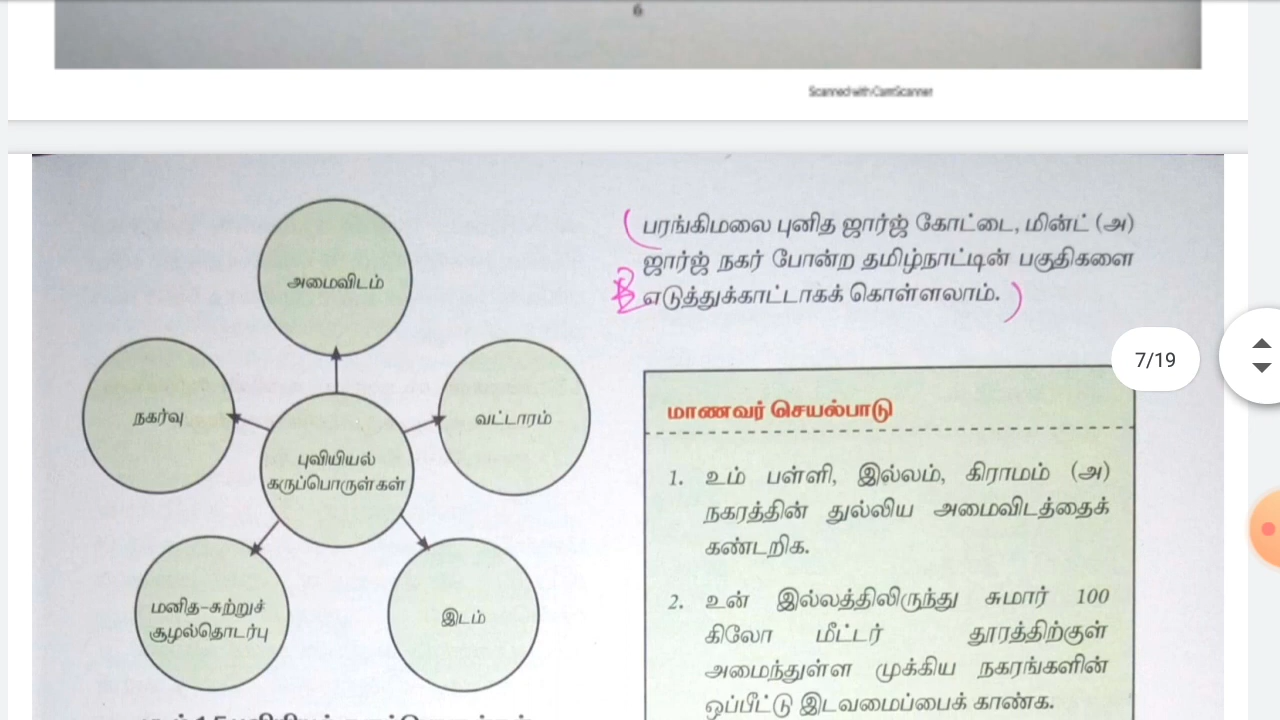 6
Scanned with CamScanner
அமைவிடம்
நகர்வு
வட்டாரம்
புவியியல்
கருப்பொருள்கள்
மனித-சுற்றுச்
சூழல்தொடர்பு
இடம்
பரங்கிமலை புனித ஜார்ஜ் கோட்டை, மின்ட் (அ)
ஜார்ஜ் நகர் போன்ற தமிழ்நாட்டின் பகுதிகளை
எடுத்துக்காட்டாகக் கொள்ளலாம்.
7/19
மாணவர் செயல்பாடு
1. உம் பள்ளி, இல்லம், கிராமம் (அ)
நகரத்தின் துல்லிய அமைவிடத்தைக்
கண்டறிக.
2. உன் இல்லத்திலிருந்து சுமார் 100
கிலோ மீட்டர் தூரத்திற்குள்
அமைந்துள்ள முக்கிய நகரங்களின்
ஒப்பீட்டு இடவமைப்பைக் காண்க.